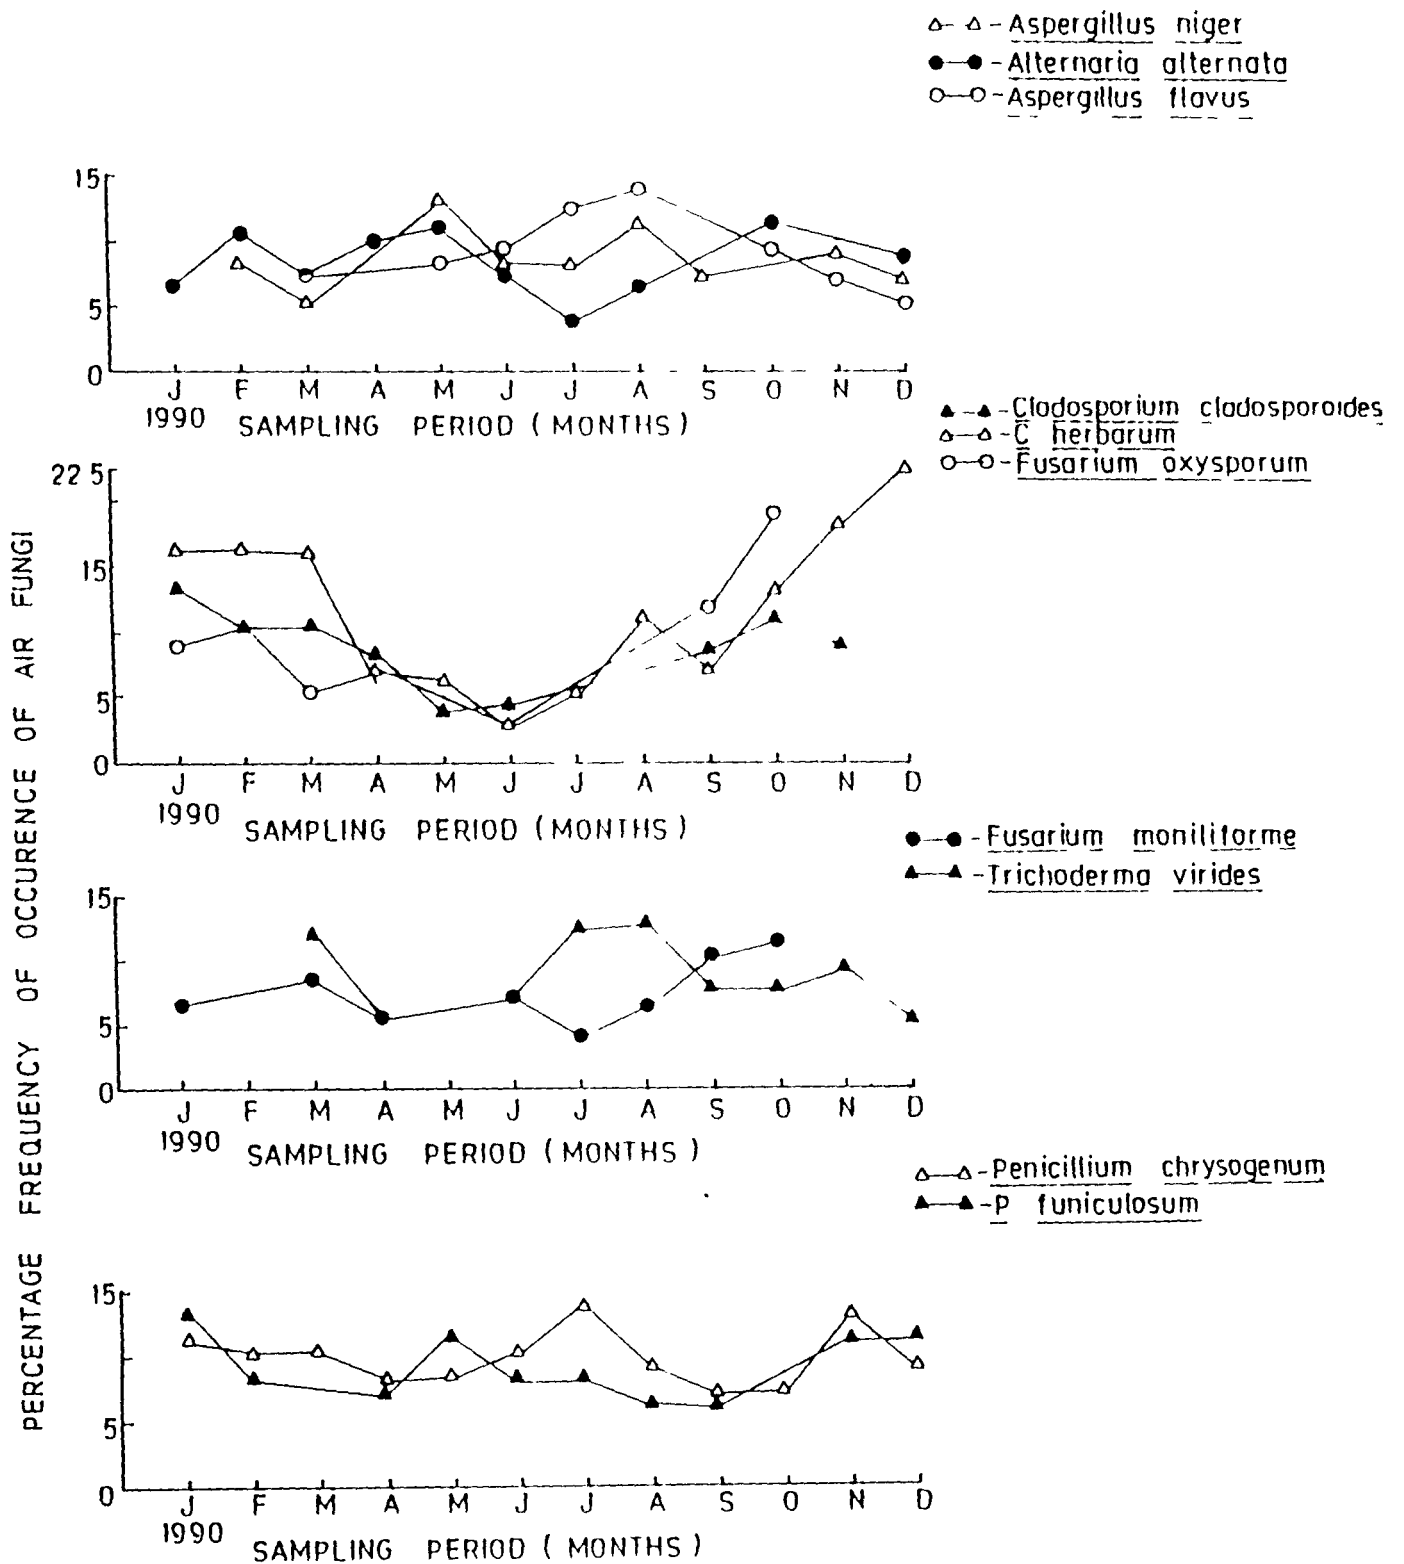 Aspergillus niger
Alternaria alternata
Aspergillus flavus
15
5
0
J F M A M J J A S O N D
1990 SAMPLING PERIOD (MONTHS)
Cladosporium cladosporoides
C herbarum
Fusarium oxysporum
22 5
15
5
0
J F M A M J J A S O N D
1990 SAMPLING PERIOD (MONTHS)
Fusarium moniliforme
Trichoderma virides
15
5
0
J F M A M J J A S O N D
1990 SAMPLING PERIOD (MONTHS)
Penicillium chrysogenum
P funiculosum
15
5
0
J F M A M J J A S O N D
1990 SAMPLING PERIOD (MONTHS)
PERCENTAGE FREQUENCY OF OCCURENCE OF AIR FUNGI